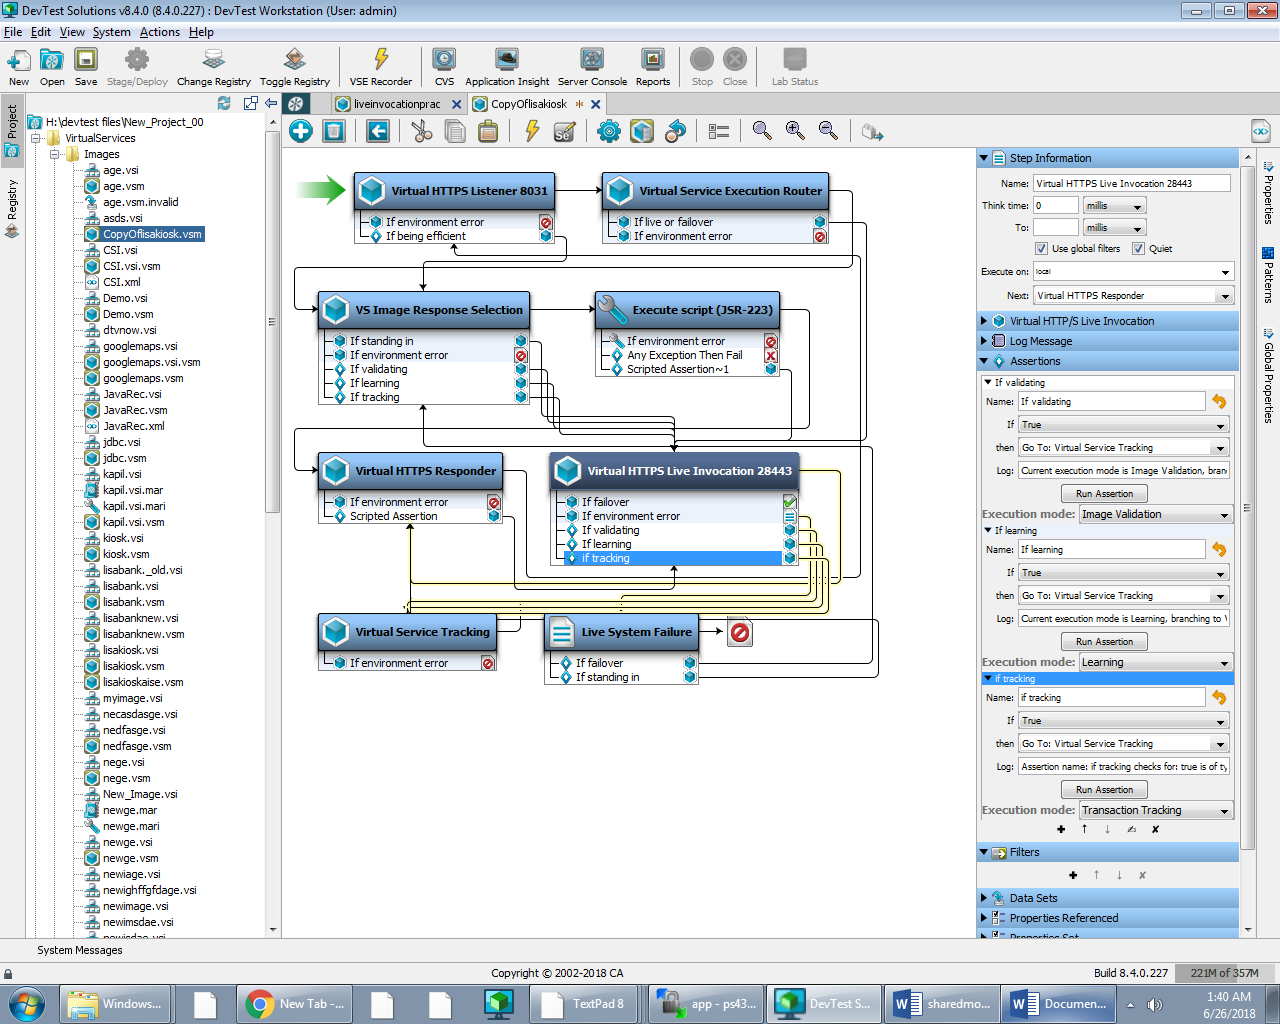 DevTest Solutions v8.4.0 (8.4.0.227) : DevTest Workstation (User: admin)
File Edit View System Actions Help
New Open Save Stage/Deploy Change Registry Toggle Registry VSE Recorder CVS Application Insight Server Console Reports Stop Close Lab Status
Project
Registry
H:\devtest files\New_Project_00
VirtualServices
Images
age.vsi
age.vsm
age.vsm.invalid
asds.vsi
CopyOflisakiosk.vsm
CSI.vsi
CSI.vsi.vsm
CSI.xml
Demo.vsi
Demo.vsm
dtvnow.vsi
googlemaps.vsi
googlemaps.vsi.vsm
googlemaps.vsm
JavaRec.vsi
JavaRec.vsm
JavaRec.xml
jdbc.vsi
jdbc.vsm
kapil.vsi
kapil.vsi.mar
kapil.vsi.mari
kapil.vsi.vsm
kiosk.vsi
kiosk.vsm
lisabank._old.vsi
lisabank.vsi
lisabank.vsm
lisabanknew.vsi
lisabanknew.vsm
lisakiosk.vsi
lisakiosk.vsm
lisakioskaise.vsm
myimage.vsi
necasdasge.vsi
nedfasge.vsi
nedfasge.vsm
nege.vsi
nege.vsm
New_Image.vsi
newge.mar
newge.mari
newge.vsi
newge.vsm
newiage.vsi
newighffgfdage.vsi
newimage.vsi
newimsdae.vsi
newisdae.vsi
liveinvocationprac
CopyOflisakiosk
Virtual HTTPS Listener 8031
If environment error
If being efficient
Virtual Service Execution Router
If live or failover
If environment error
VS Image Response Selection
If standing in
If environment error
If validating
If learning
If tracking
Execute script (JSR-223)
If environment error
Any Exception Then Fail
Scripted Assertion~1
Virtual HTTPS Responder
If environment error
Scripted Assertion
Virtual HTTPS Live Invocation 28443
If failover
If environment error
If validating
If learning
if tracking
Virtual Service Tracking
If environment error
Live System Failure
If failover
If standing in
Step Information
Name: Virtual HTTPS Live Invocation 28443
Think time: 0 millis
To: millis
Use global filters Quiet
Execute on: local
Next: Virtual HTTPS Responder
Virtual HTTP/S Live Invocation
Log Message
Assertions
If validating
Name: If validating
If True
then Go To: Virtual Service Tracking
Log: Current execution mode is Image Validation, bran
Run Assertion
Execution mode: Image Validation
If learning
Name: If learning
If True
then Go To: Virtual Service Tracking
Log: Current execution mode is Learning, branching to V
Run Assertion
Execution mode: Learning
if tracking
Name: if tracking
If True
then Go To: Virtual Service Tracking
Log: Assertion name: if tracking checks for: true is of ty
Run Assertion
Execution mode: Transaction Tracking
Filters
Data Sets
Properties Referenced
Properties Set
Properties
Patterns
Global Properties
System Messages
Copyright © 2002-2018 CA
Build 8.4.0.227 221M of 357M
Windows... New Tab -... TextPad 8 app - ps43... DevTest S... sharedmo... Documen...
1:40 AM
6/26/2018